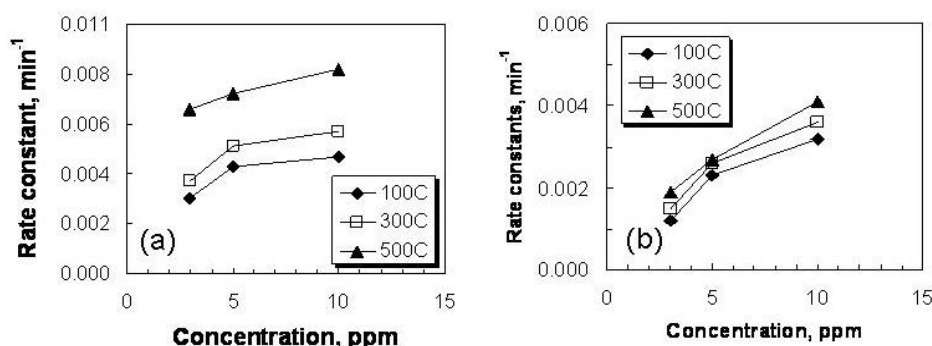 0.011
0.008
0.006
0.004
0.002
0.000
Rate constant, min-1
100C
300C
500C
(a)
0
5
10
15
Concentration, ppm
0.006
0.004
0.002
0.000
Rate constants, min-1
100C
300C
500C
(b)
0
5
10
15
Concentration, ppm